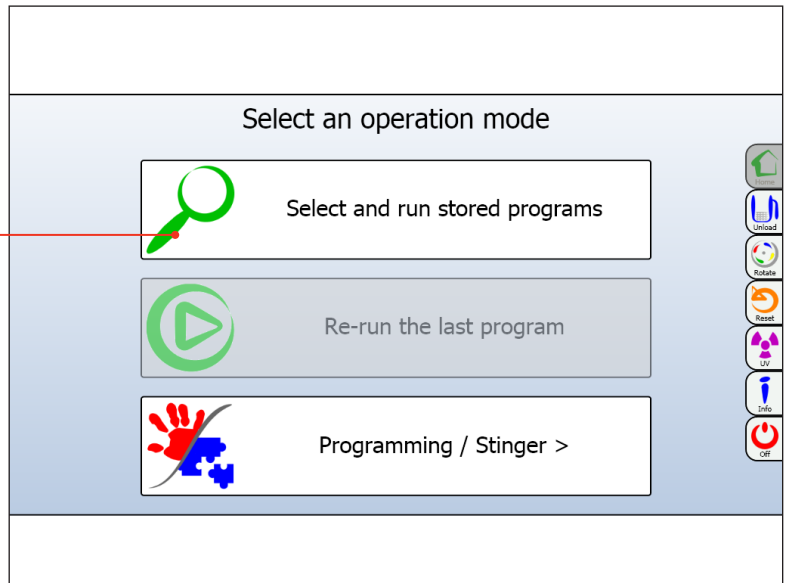 Select an operation mode
Select and run stored programs
Re-run the last program
Programming / Stinger >
Home
Unload
Rotate
Reset
UV
Info
Off